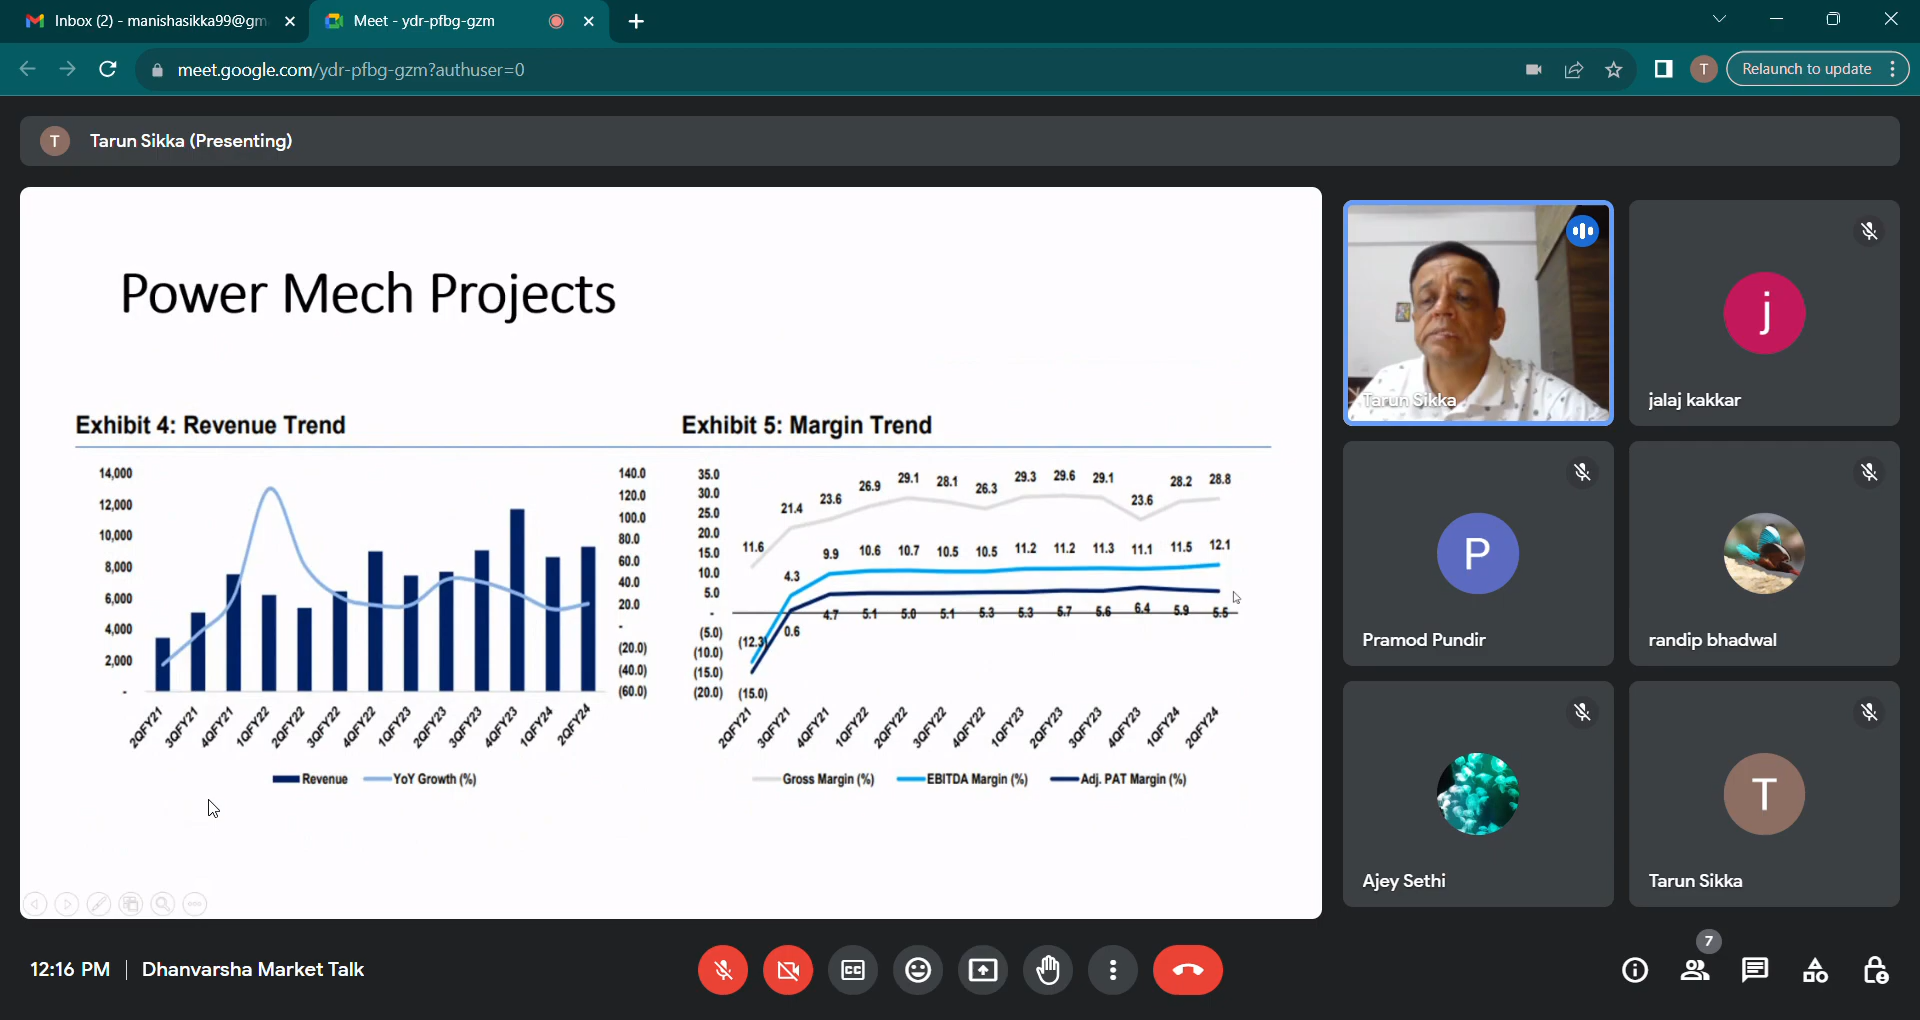 Inbox (2) - manishasikka99@gm
Meet - ydr-pfbg-gzm
meet.google.com/ydr-pfbg-gzm?authuser=0
T
Relaunch to update
T
Tarun Sikka (Presenting)
Power Mech Projects
Exhibit 4: Revenue Trend
14,000
12,000
10,000
8,000
6,000
4,000
2,000
-
140.0
120.0
100.0
80.0
60.0
40.0
20.0
-
(20.0)
(40.0)
(60.0)
2QFY21
3QFY21
4QFY21
1QFY22
2QFY22
3QFY22
4QFY22
1QFY23
2QFY23
3QFY23
4QFY23
1QFY24
2QFY24
Revenue
YoY Growth (%)
Exhibit 5: Margin Trend
35.0
30.0
25.0
20.0
15.0
10.0
5.0
-
(5.0)
(10.0)
(15.0)
(20.0)
11.6 21.4 23.6 26.9 29.1 28.1 26.3 29.3 29.6 29.1 23.6 28.2 28.8
(12.3) 4.3 9.9 10.6 10.7 10.5 10.5 11.2 11.2 11.3 11.1 11.5 12.1
(15.0) 0.6 4.7 5.1 5.0 5.1 5.3 5.3 5.7 5.6 6.4 5.9 5.5
2QFY21
3QFY21
4QFY21
1QFY22
2QFY22
3QFY22
4QFY22
1QFY23
2QFY23
3QFY23
4QFY23
1QFY24
2QFY24
Gross Margin (%)
EBITDA Margin (%)
Adj. PAT Margin (%)
Tarun Sikka
j
jalaj kakkar
P
Pramod Pundir
randip bhadwal
Ajey Sethi
T
Tarun Sikka
12:16 PM
Dhanvarsha Market Talk
CC
7